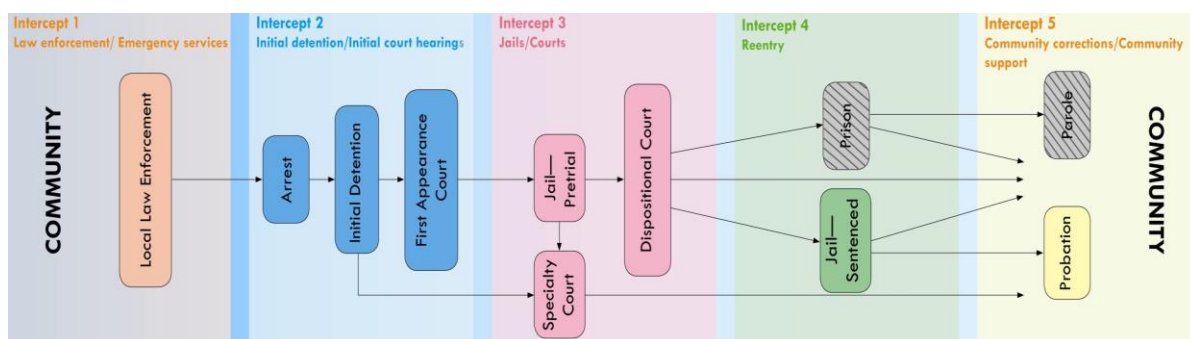 Intercept 1
Law enforcement/ Emergency services
Intercept 2
Initial detention/Initial court hearings
Intercept 3
Jails/Courts
Intercept 4
Reentry
Intercept 5
Community corrections/Community
support
COMMUNITY
Local Law Enforcement
Arrest
Initial Detention
First Appearance
Court
Jail—
Pretrial
Specialty
Court
Dispositional Court
Prison
Jail—
Sentenced
Parole
Probation
COMMUNITY